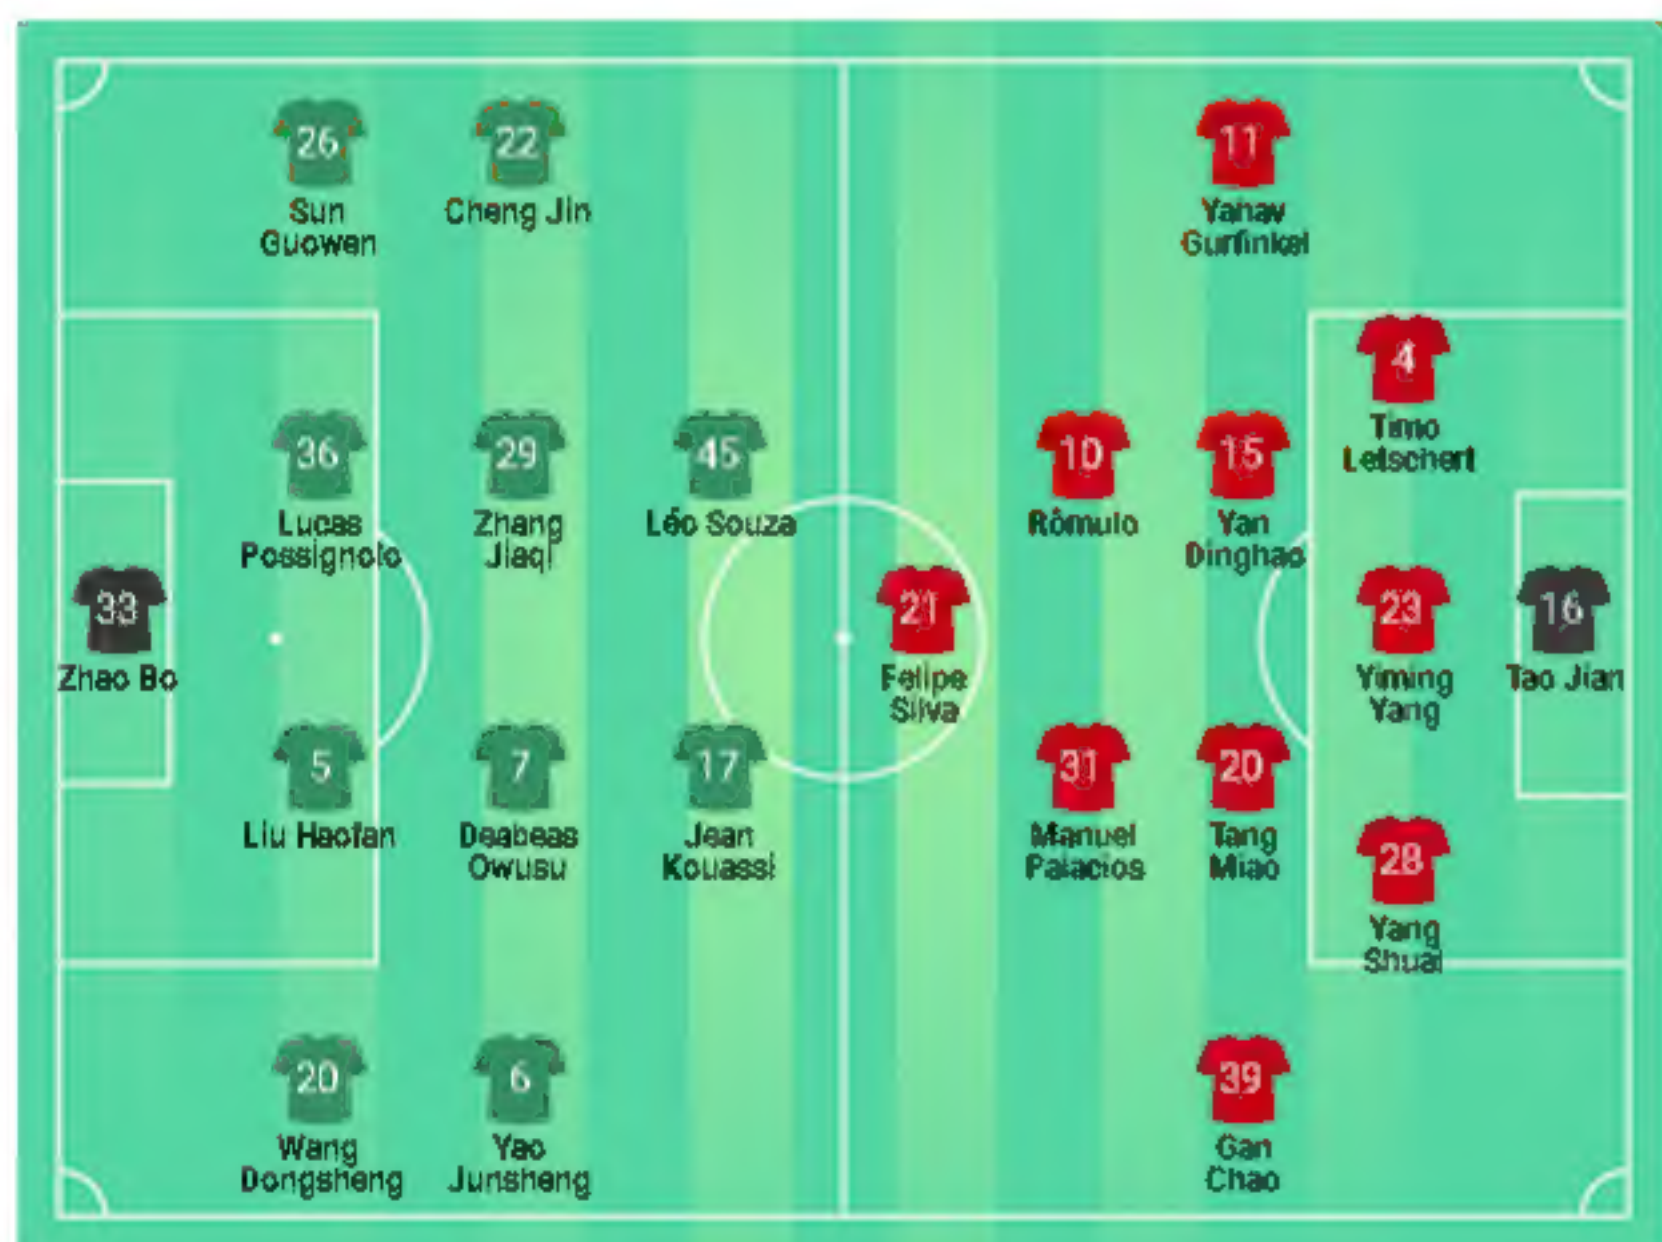 26
Sun
Guowen
22
Cheng Jin
11
Yanav
Gurfinkel
4
Timo
Letschert
36
Lucas
Possignolo
29
Zhang
Jiaqi
45
Léo Souza
10
Rômulo
15
Yan
Dinghao
33
Zhao Bo
21
Felipe
Silva
23
Yiming
Yang
16
Tao Jian
5
Liu Haofan
7
Deabeas
Owusu
17
Jean
Kouassi
31
Manuel
Palacios
20
Tang
Miao
28
Yang
Shuai
20
Wang
Dongsheng
6
Yao
Junsheng
39
Gan
Chao